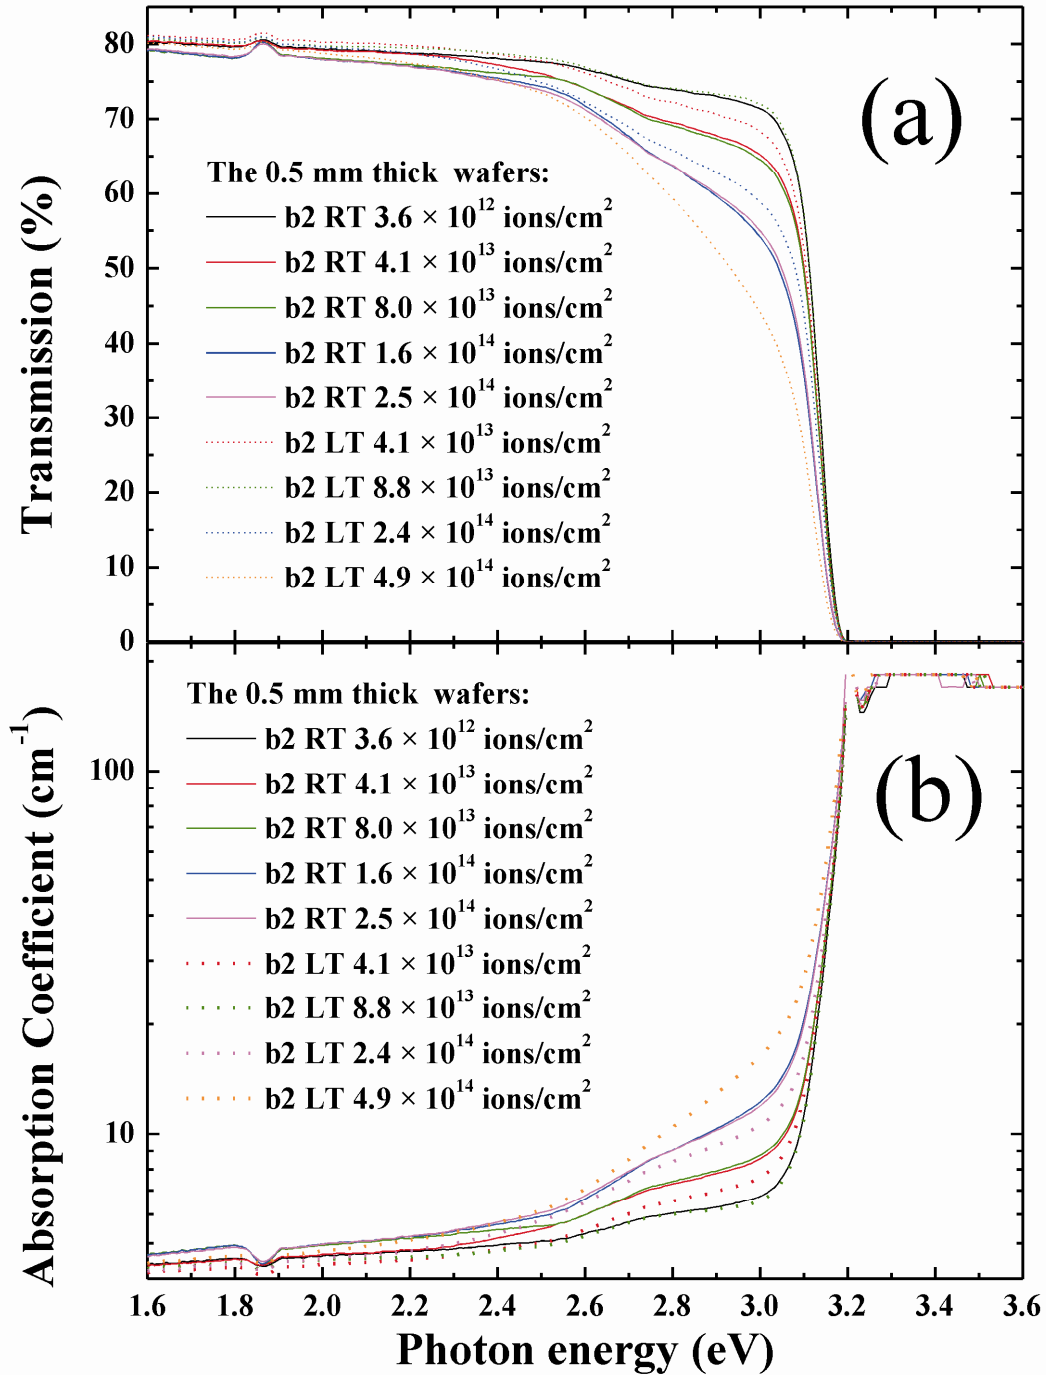 (a)
Transmission (%)
80
70
60
50
40
30
20
10
0
The 0.5 mm thick wafers:
b2 RT 3.6 × 10¹² ions/cm²
b2 RT 4.1 × 10¹³ ions/cm²
b2 RT 8.0 × 10¹³ ions/cm²
b2 RT 1.6 × 10¹⁴ ions/cm²
b2 RT 2.5 × 10¹⁴ ions/cm²
b2 LT 4.1 × 10¹³ ions/cm²
b2 LT 8.8 × 10¹³ ions/cm²
b2 LT 2.4 × 10¹⁴ ions/cm²
b2 LT 4.9 × 10¹⁴ ions/cm²
(b)
Absorption Coefficient (cm⁻¹)
100
10
The 0.5 mm thick wafers:
b2 RT 3.6 × 10¹² ions/cm²
b2 RT 4.1 × 10¹³ ions/cm²
b2 RT 8.0 × 10¹³ ions/cm²
b2 RT 1.6 × 10¹⁴ ions/cm²
b2 RT 2.5 × 10¹⁴ ions/cm²
b2 LT 4.1 × 10¹³ ions/cm²
b2 LT 8.8 × 10¹³ ions/cm²
b2 LT 2.4 × 10¹⁴ ions/cm²
b2 LT 4.9 × 10¹⁴ ions/cm²
1.6 1.8 2.0 2.2 2.4 2.6 2.8 3.0 3.2 3.4 3.6
Photon energy (eV)